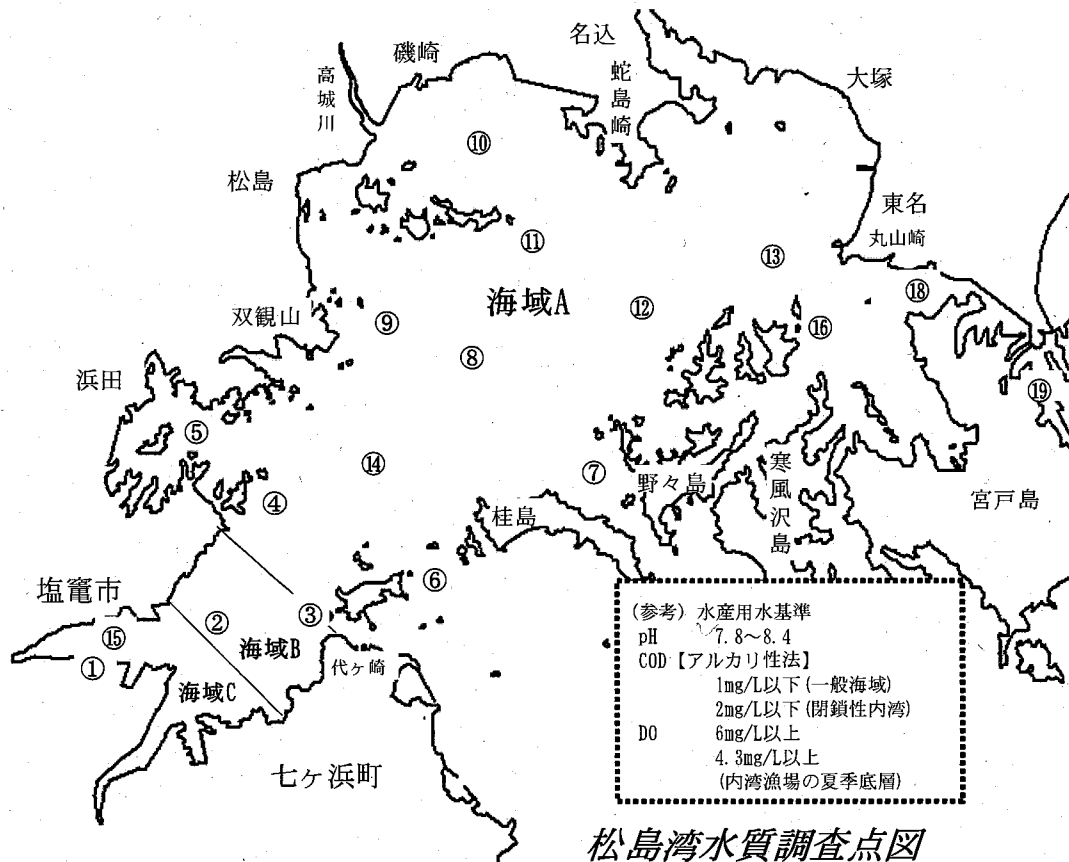 名込
磯崎
大塚
高城川
蛇島崎
⑩
松島
東名
丸山崎
⑪
⑬
⑱
海域A
⑫
双観山
⑨
⑯
⑧
浜田
⑲
⑤
⑭
⑦
野々島
寒風沢島
宮戸島
④
桂島
塩竈市
⑥
③
②
⑮
海域B
①
代ヶ崎
海域C
七ヶ浜町
(参考) 水産用水基準
pH 7.8~8.4
COD【アルカリ性法】
1mg/L以下(一般海域)
2mg/L以下(閉鎖性内湾)
DO 6mg/L以上
4.3mg/L以上
(内湾漁場の夏季底層)
松島湾水質調査点図